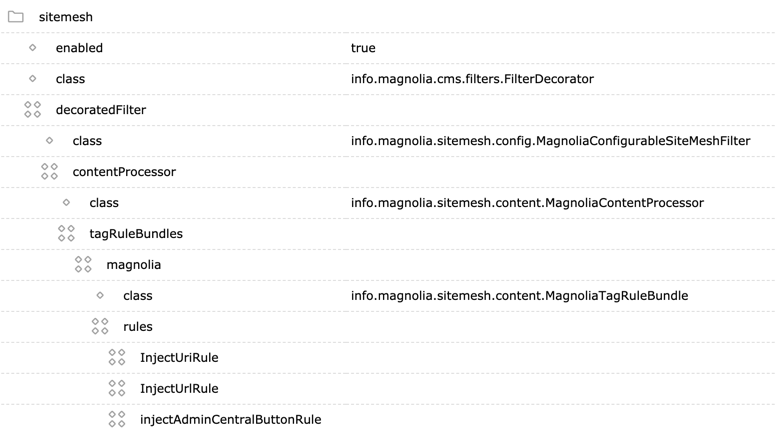 sitemesh
enabled true
class info.magnolia.cms.filters.FilterDecorator
decoratedFilter
class info.magnolia.sitemesh.config.MagnoliaConfigurableSiteMeshFilter
contentProcessor
class info.magnolia.sitemesh.content.MagnoliaContentProcessor
tagRuleBundles
magnolia
class info.magnolia.sitemesh.content.MagnoliaTagRuleBundle
rules
InjectUriRule
InjectUrlRule
injectAdminCentralButtonRule